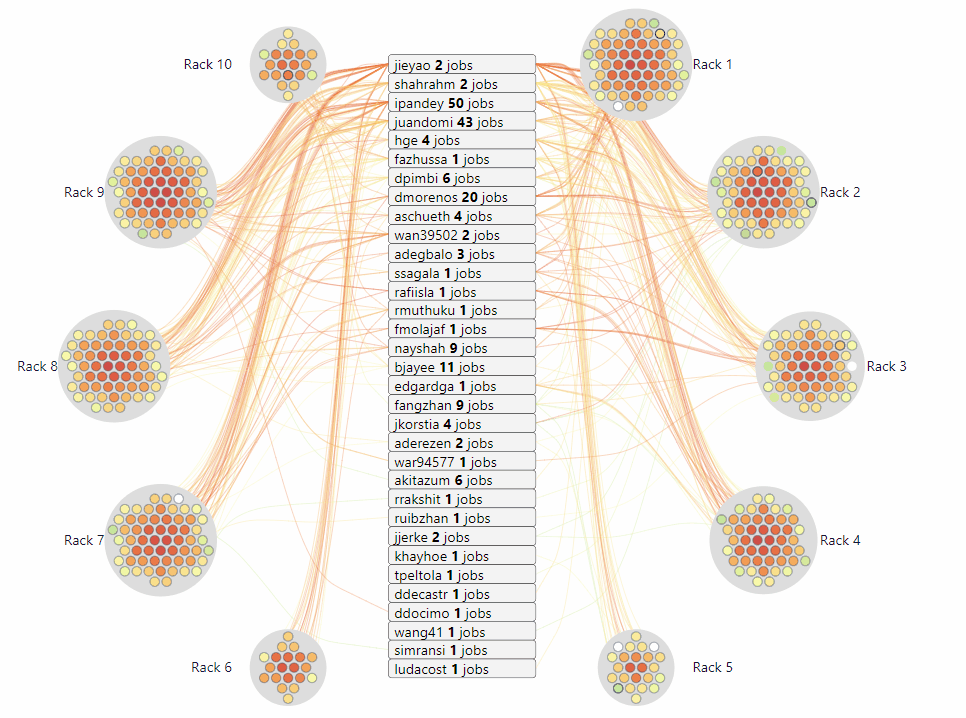 Rack 10
Rack 9
Rack 8
Rack 7
Rack 6
jieyao 2 jobs
shahrahm 2 jobs
ipandey 50 jobs
juandomi 43 jobs
hge 4 jobs
fazhussa 1 jobs
dpimbi 6 jobs
dmorenos 20 jobs
aschueth 4 jobs
wan39502 2 jobs
adegbalo 3 jobs
ssagala 1 jobs
rafiisla 1 jobs
rmuthuku 1 jobs
fmolajaf 1 jobs
nayshah 9 jobs
bjayee 11 jobs
edgardga 1 jobs
fangzhan 9 jobs
jkorstia 4 jobs
aderezen 2 jobs
war94577 1 jobs
akitazum 6 jobs
rrakshit 1 jobs
ruibzhan 1 jobs
jjerke 2 jobs
khayhoe 1 jobs
tpeltola 1 jobs
ddecastr 1 jobs
ddocimo 1 jobs
wang41 1 jobs
simransi 1 jobs
ludacost 1 jobs
Rack 1
Rack 2
Rack 3
Rack 4
Rack 5